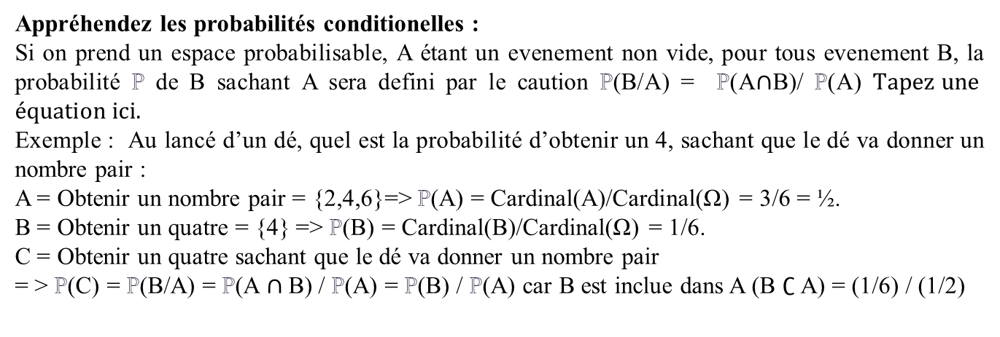 Appréhendez les probabilités conditionelles :
Si on prend un espace probabilisable, A étant un evenement non vide, pour tous evenement B, la
probabilité ℙ de B sachant A sera defini par le caution ℙ(B/A) = ℙ(A∩B)/ ℙ(A) Tapez une
équation ici.
Exemple : Au lancé d’un dé, quel est la probabilité d’obtenir un 4, sachant que le dé va donner un
nombre pair :
A = Obtenir un nombre pair = {2,4,6}=> ℙ(A) = Cardinal(A)/Cardinal(Ω) = 3/6 = ½.
B = Obtenir un quatre = {4} => ℙ(B) = Cardinal(B)/Cardinal(Ω) = 1/6.
C = Obtenir un quatre sachant que le dé va donner un nombre pair
= > ℙ(C) = ℙ(B/A) = ℙ(A ∩ B) / ℙ(A) = ℙ(B) / ℙ(A) car B est inclue dans A (B ⊂ A) = (1/6) / (1/2)